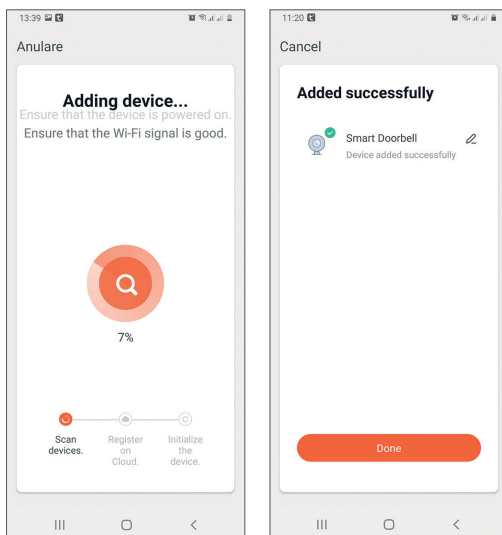 13:39
Anulare
Adding device...
Ensure that the device is powered on.
Ensure that the Wi-Fi signal is good.
7%
Scan
devices.
Register
on
Cloud.
Initialize
the
device.
11:20
Cancel
Added successfully
Smart Doorbell
Device added successfully
Done